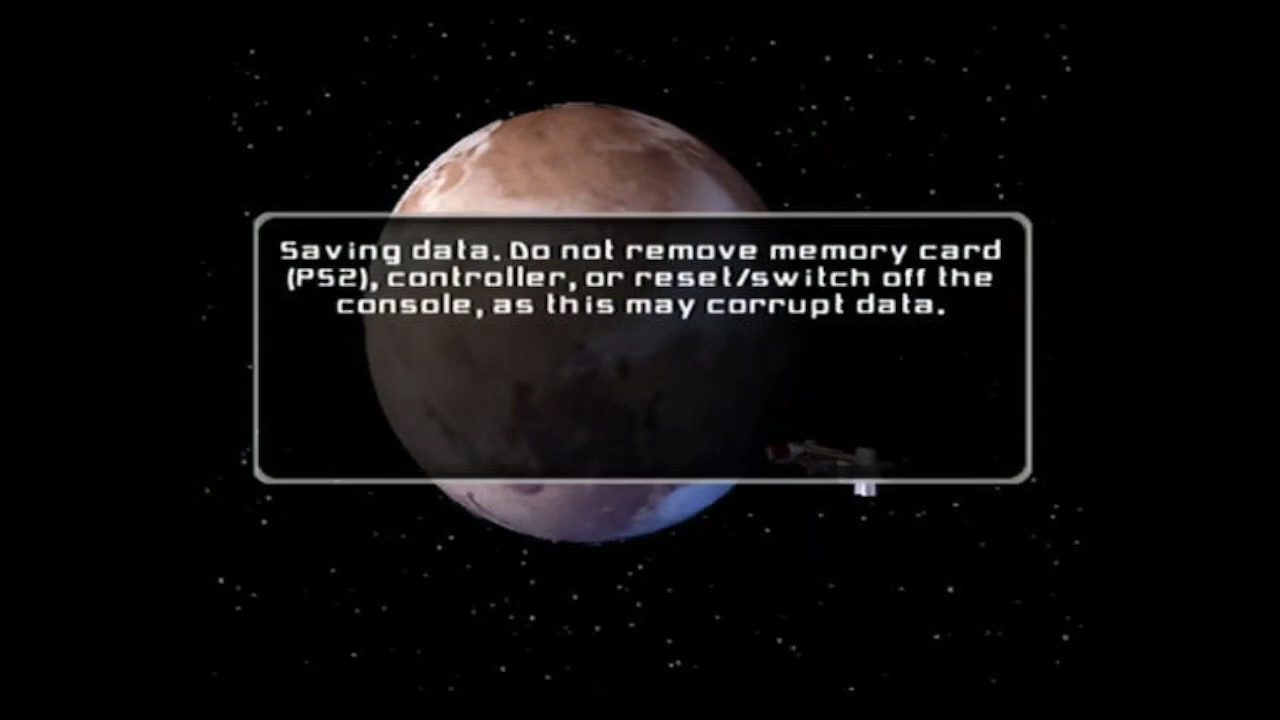 Saving data. Do not remove memory card
(PS2), controller, or reset/switch off the
console, as this may corrupt data.